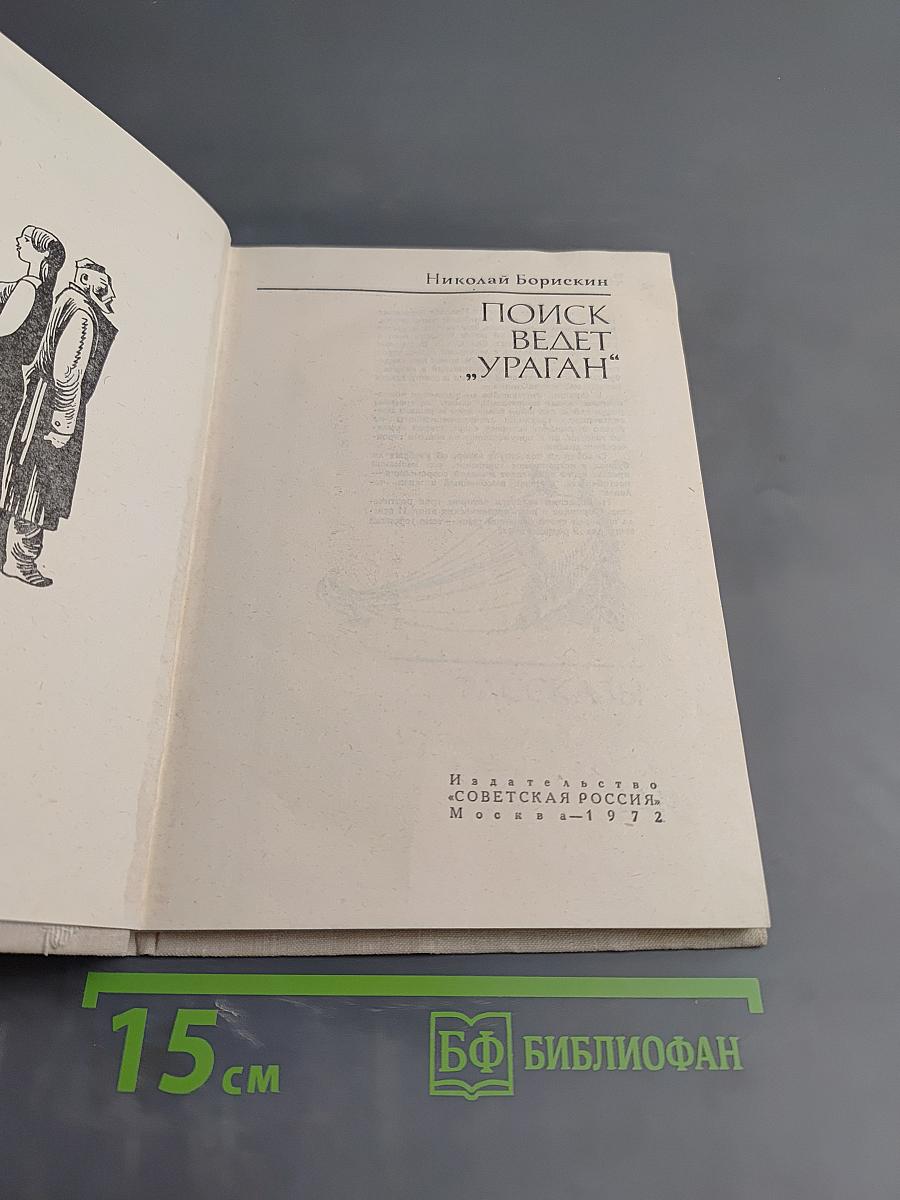 Николай Борискин
ПОИСК
ВЕДЕТ
„УРАГАН“
Издательство
«СОВЕТСКАЯ РОССИЯ»
Москва—1972
15 см
БФ БИБЛИОФАН